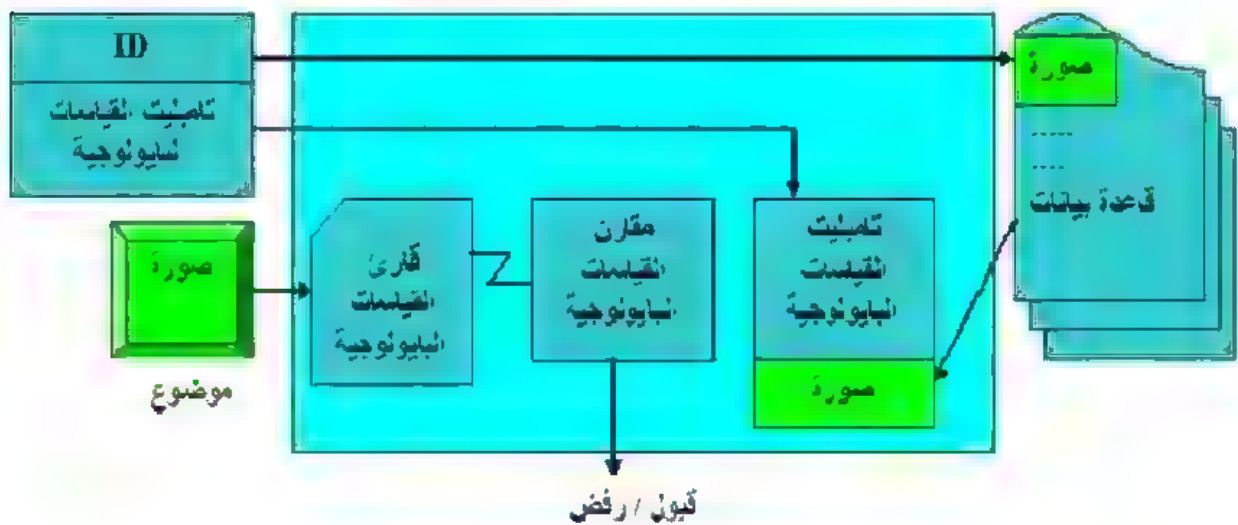 ID
تامبليت القياسات
البايولوجية
صورة
-----
----
قاعدة بيانات
صورة
موضوع
قارئ
القياسات
البايولوجية
مقارن
القياسات
البايولوجية
تامبليت
القياسات
البايولوجية
صورة
قبول / رفض